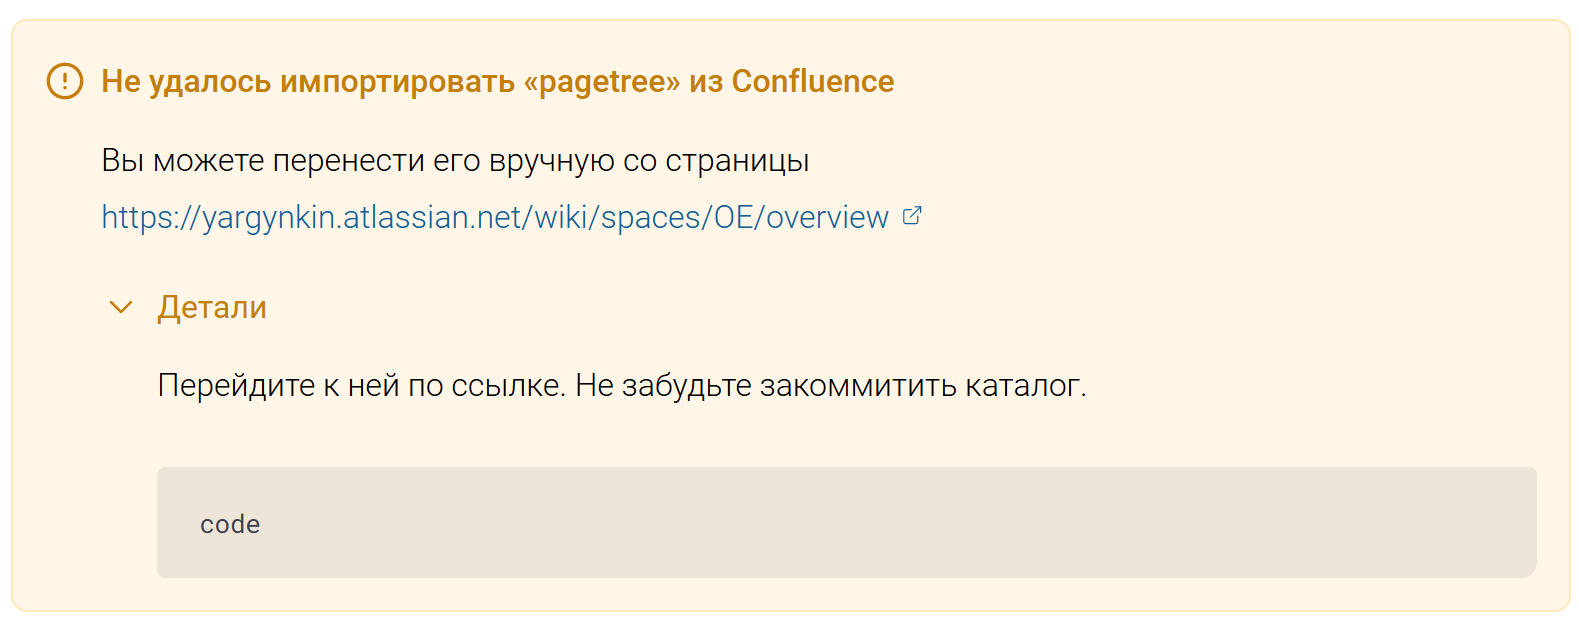 Не удалось импортировать «pagetree» из Confluence
Вы можете перенести его вручную со страницы
https://yargynkin.atlassian.net/wiki/spaces/OE/overview
Детали
Перейдите к ней по ссылке. Не забудьте закоммитить каталог.
code